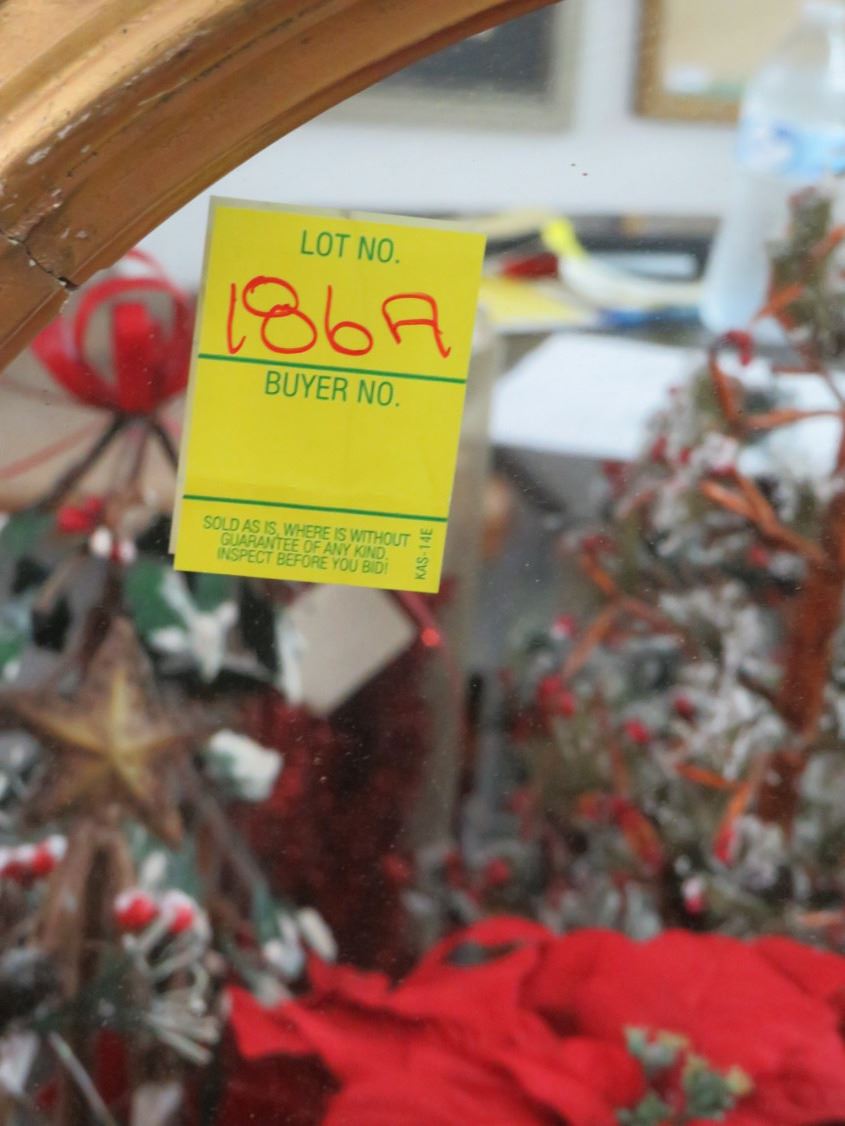 LOT NO.
186A
BUYER NO.
SOLD AS IS, WHERE IS WITHOUT
GUARANTEE OF ANY KIND.
INSPECT BEFORE YOU BID!
KAS-14E